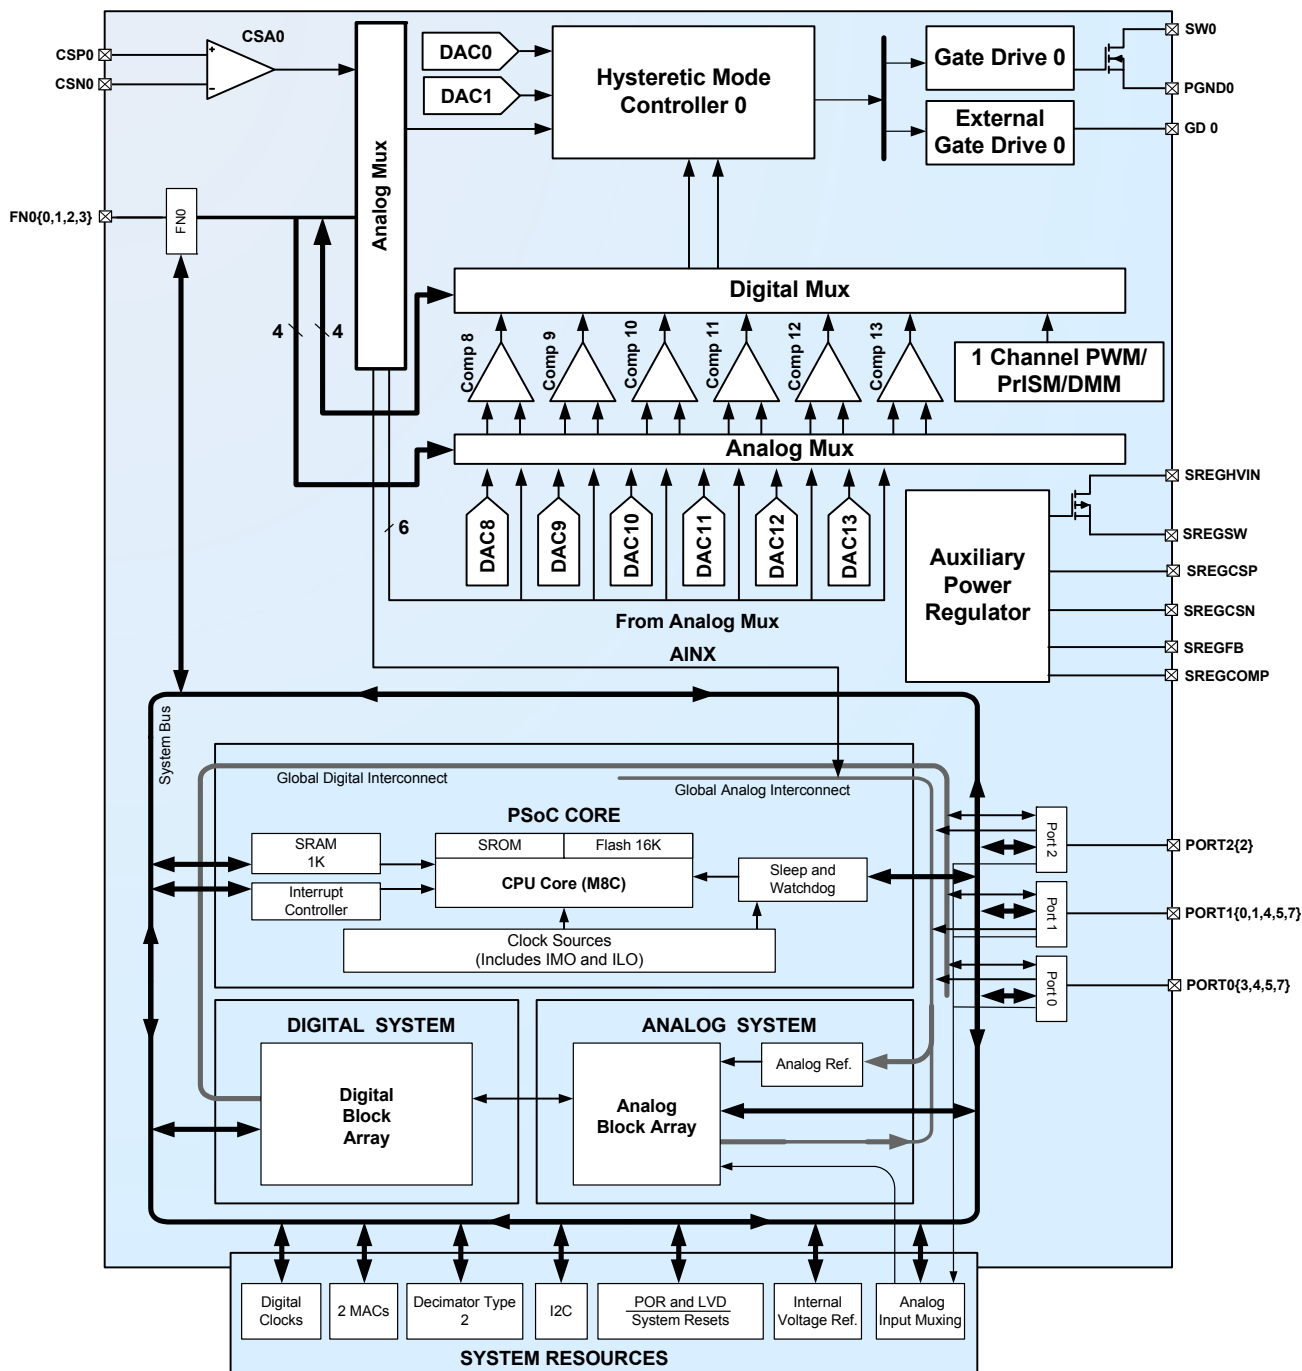 CSA0
CSP0
CSN0
+
−
DAC0
DAC1
Hysteretic Mode
Controller 0
Gate Drive 0
External
Gate Drive 0
SW0
PGND0
GD 0
Analog Mux
FN0{0,1,2,3}
FN0
4
4
Digital Mux
Comp 8
Comp 9
Comp 10
Comp 11
Comp 12
Comp 13
1 Channel PWM/
PrISM/DMM
Analog Mux
6
DAC8
DAC9
DAC10
DAC11
DAC12
DAC13
From Analog Mux
AINX
Auxiliary
Power
Regulator
SREGHVIN
SREGSW
SREGCSP
SREGCSN
SREGFB
SREGCOMP
System Bus
Global Digital Interconnect
Global Analog Interconnect
PSoC CORE
SRAM
1K
Interrupt
Controller
SROM
Flash 16K
CPU Core (M8C)
Sleep and
Watchdog
Clock Sources
(Includes IMO and ILO)
Port 2
Port 1
Port 0
PORT2{2}
PORT1{0,1,4,5,7}
PORT0{3,4,5,7}
DIGITAL SYSTEM
Digital
Block
Array
ANALOG SYSTEM
Analog
Block Array
Analog Ref.
Digital
Clocks
2 MACs
Decimator Type
2
I2C
POR and LVD
System Resets
Internal
Voltage Ref.
Analog
Input Muxing
SYSTEM RESOURCES